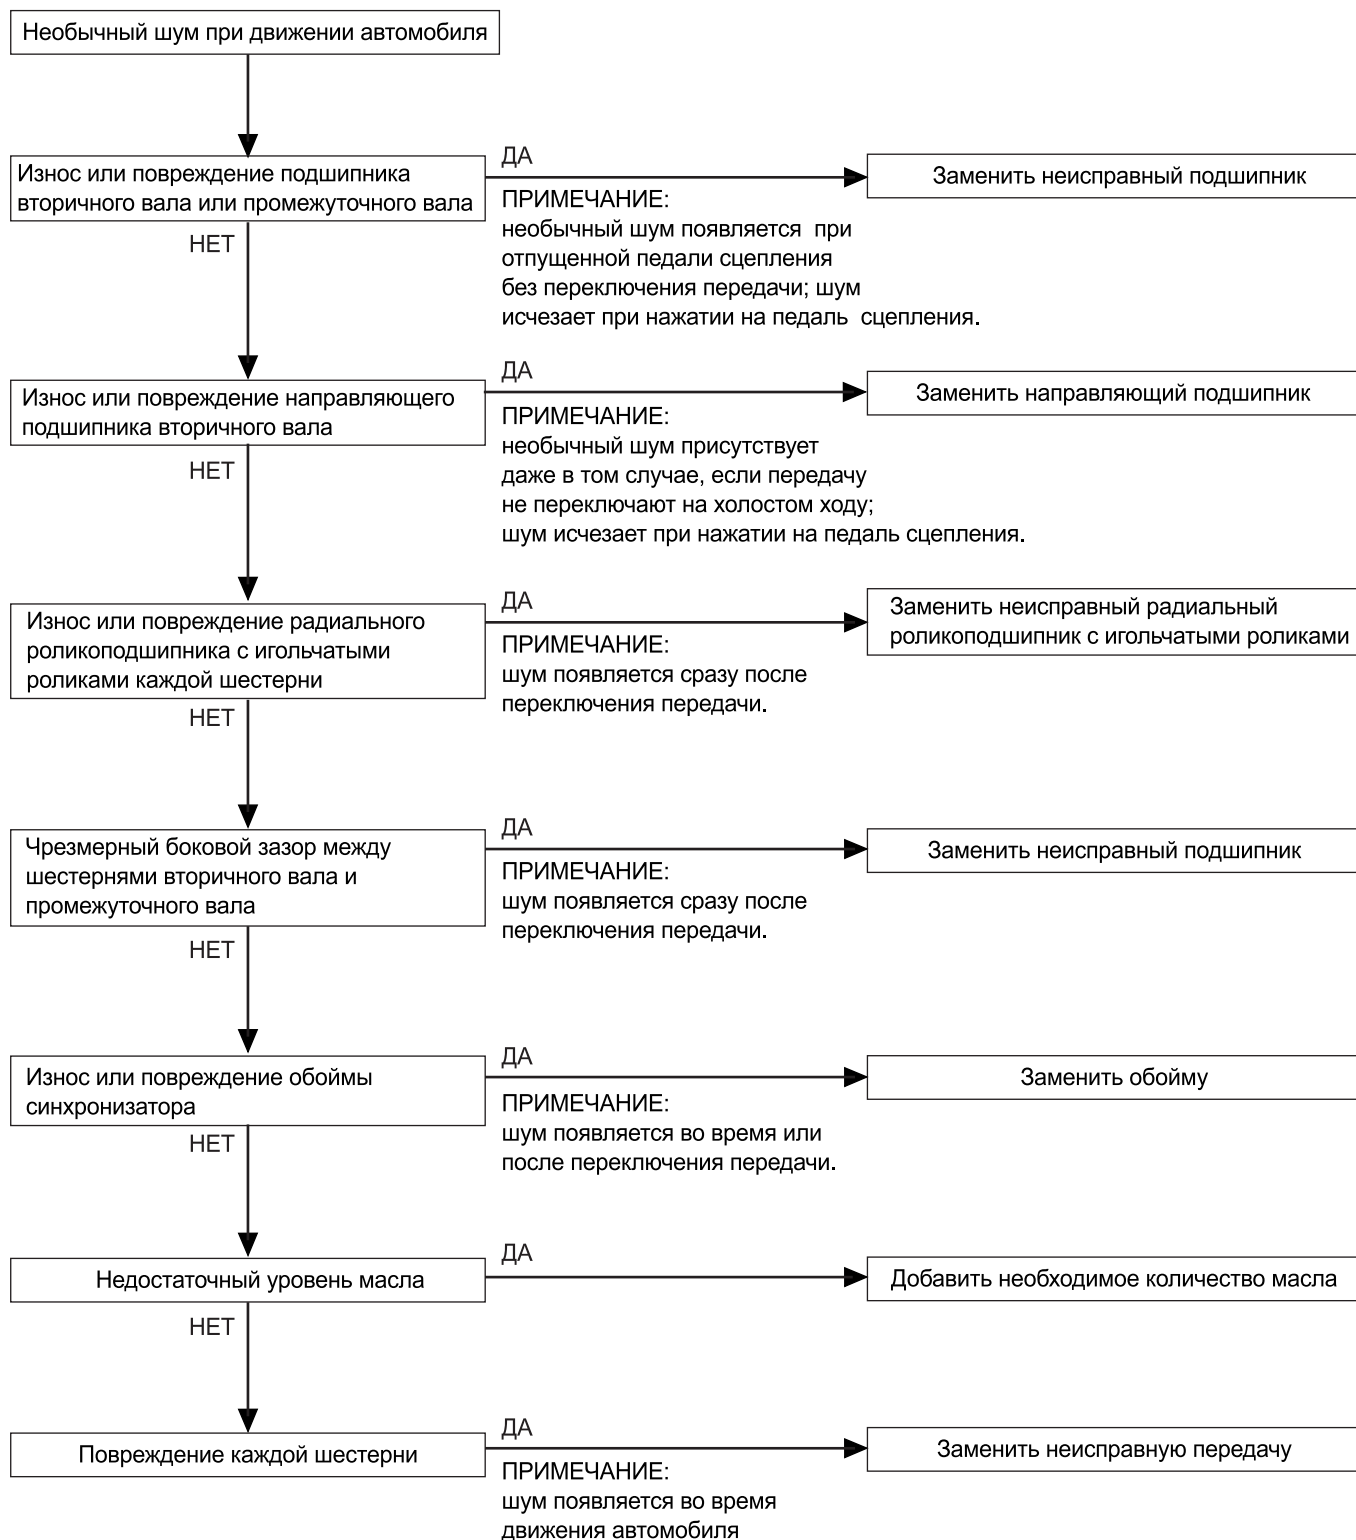 Необычный шум при движении автомобиля
Износ или повреждение подшипника
вторичного вала или промежуточного вала
ДА
ПРИМЕЧАНИЕ:
необычный шум появляется при
отпущенной педали сцепления
без переключения передачи; шум
исчезает при нажатии на педаль сцепления.
Заменить неисправный подшипник
НЕТ
Износ или повреждение направляющего
подшипника вторичного вала
ДА
ПРИМЕЧАНИЕ:
необычный шум присутствует
даже в том случае, если передачу
не переключают на холостом ходу;
шум исчезает при нажатии на педаль сцепления.
Заменить направляющий подшипник
НЕТ
Износ или повреждение радиального
роликоподшипника с игольчатыми
роликами каждой шестерни
ДА
ПРИМЕЧАНИЕ:
шум появляется сразу после
переключения передачи.
Заменить неисправный радиальный
роликоподшипник с игольчатыми роликами
НЕТ
Чрезмерный боковой зазор между
шестернями вторичного вала и
промежуточного вала
ДА
ПРИМЕЧАНИЕ:
шум появляется сразу после
переключения передачи.
Заменить неисправный подшипник
НЕТ
Износ или повреждение обоймы
синхронизатора
ДА
ПРИМЕЧАНИЕ:
шум появляется во время или
после переключения передачи.
Заменить обойму
НЕТ
Недостаточный уровень масла
ДА
Добавить необходимое количество масла
НЕТ
Повреждение каждой шестерни
ДА
ПРИМЕЧАНИЕ:
шум появляется во время
движения автомобиля
Заменить неисправную передачу